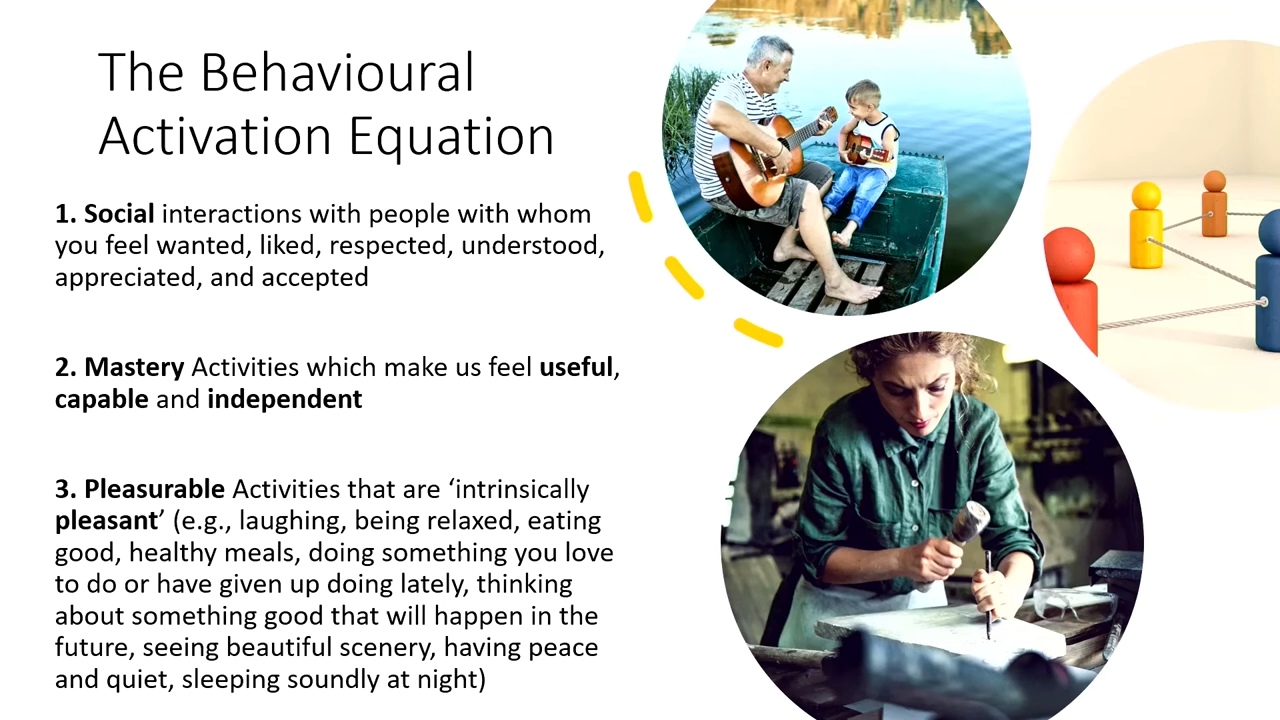 The Behavioural
Activation Equation
1. Social interactions with people with whom
you feel wanted, liked, respected, understood,
appreciated, and accepted
2. Mastery Activities which make us feel useful,
capable and independent
3. Pleasurable Activities that are ‘intrinsically
pleasant’ (e.g., laughing, being relaxed, eating
good, healthy meals, doing something you love
to do or have given up doing lately, thinking
about something good that will happen in the
future, seeing beautiful scenery, having peace
and quiet, sleeping soundly at night)